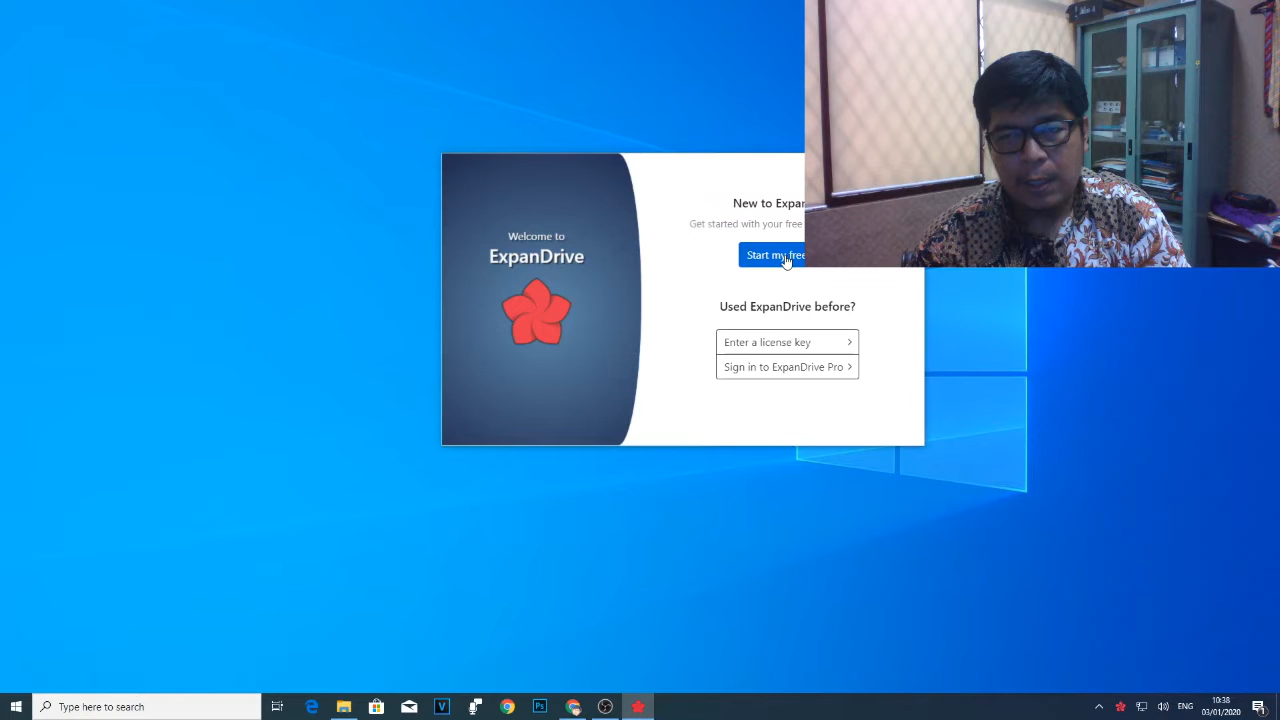 New to Expan
Get started with your free
Welcome to
ExpanDrive
Start my free
Used ExpanDrive before?
Enter a license key
Sign in to ExpanDrive Pro
Type here to search
ENG
10:38
03/01/2020